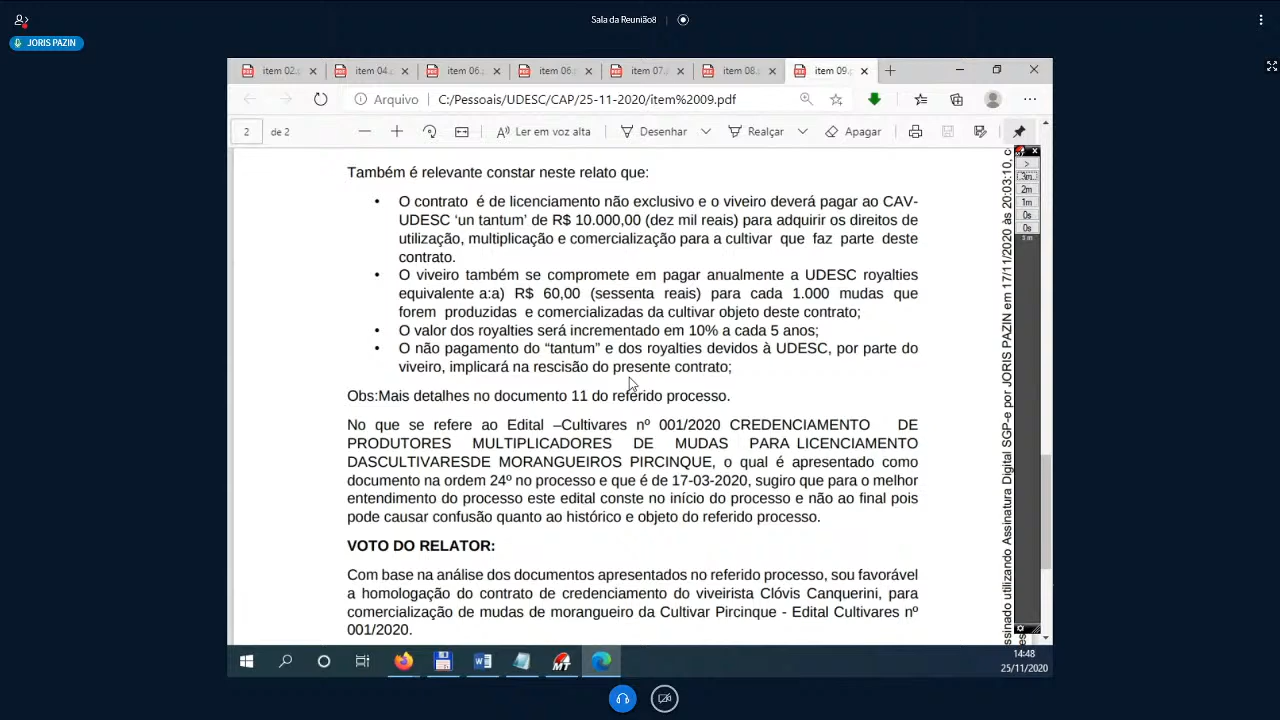 Sala da Reunião8
JORIS PAZIN
item 02.
item 04.
item 06.
item 06.
item 07.
item 08.
item 09.
Arquivo C:/Pessoais/UDESC/CAP/25-11-2020/item%2009.pdf
2 de 2
Ler em voz alta
Desenhar
Realçar
Apagar
Também é relevante constar neste relato que:
• O contrato é de licenciamento não exclusivo e o viveiro deverá pagar ao CAV-
UDESC ‘un tantum’ de R$ 10.000,00 (dez mil reais) para adquirir os direitos de
utilização, multiplicação e comercialização para a cultivar que faz parte deste
contrato.
• O viveiro também se compromete em pagar anualmente a UDESC royalties
equivalente a:a) R$ 60,00 (sessenta reais) para cada 1.000 mudas que
forem produzidas e comercializadas da cultivar objeto deste contrato;
• O valor dos royalties será incrementado em 10% a cada 5 anos;
• O não pagamento do “tantum” e dos royalties devidos à UDESC, por parte do
viveiro, implicará na rescisão do presente contrato;
Obs:Mais detalhes no documento 11 do referido processo.
No que se refere ao Edital –Cultivares nº 001/2020 CREDENCIAMENTO DE
PRODUTORES MULTIPLICADORES DE MUDAS PARA LICENCIAMENTO
DASCULTIVARESDE MORANGUEIROS PIRCINQUE, o qual é apresentado como
documento na ordem 24º no processo e que é de 17-03-2020, sugiro que para o melhor
entendimento do processo este edital conste no início do processo e não ao final pois
pode causar confusão quanto ao histórico e objeto do referido processo.
VOTO DO RELATOR:
Com base na análise dos documentos apresentados no referido processo, sou favorável
a homologação do contrato de credenciamento do viveirista Clóvis Canquerini, para
comercialização de mudas de morangueiro da Cultivar Pircinque - Edital Cultivares nº
001/2020.
ssinado utilizando Assinatura Digital SGP-e por JORIS PAZIN em 17/11/2020 às 20:03:10, c
>
3m
2m
1m
0s
0s
MT
14:48
25/11/2020